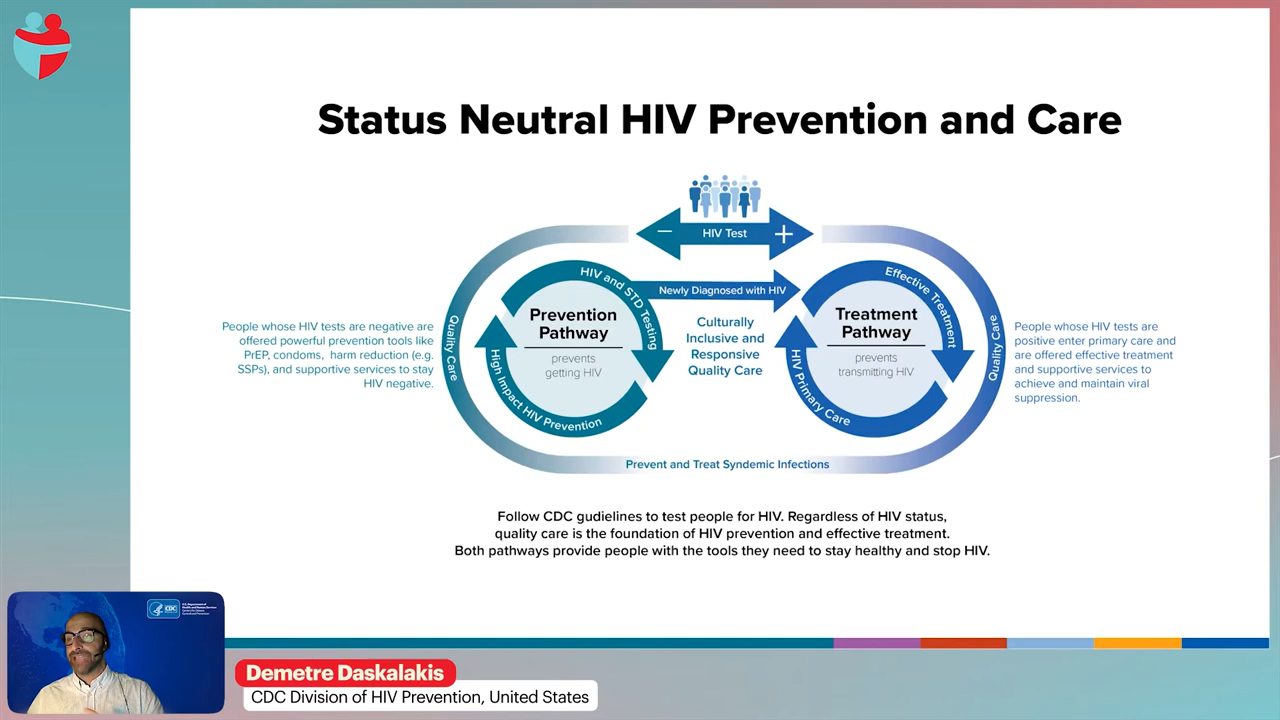 Status Neutral HIV Prevention and Care
HIV Test
HIV and STD Testing
High Impact HIV Prevention
Prevention
Pathway
prevents
getting HIV
Newly Diagnosed with HIV
Culturally
Inclusive and
Responsive
Quality Care
Effective Treatment
HIV Primary Care
Treatment
Pathway
prevents
transmitting HIV
Quality Care
Quality Care
People whose HIV tests are negative are
offered powerful prevention tools like
PrEP, condoms, harm reduction (e.g.
SSPs), and supportive services to stay
HIV negative.
People whose HIV tests are
positive enter primary care and
are offered effective treatment
and supportive services to
achieve and maintain viral
suppression.
Prevent and Treat Syndemic Infections
Follow CDC gudielines to test people for HIV. Regardless of HIV status,
quality care is the foundation of HIV prevention and effective treatment.
Both pathways provide people with the tools they need to stay healthy and stop HIV.
CDC
Demetre Daskalakis
CDC Division of HIV Prevention, United States